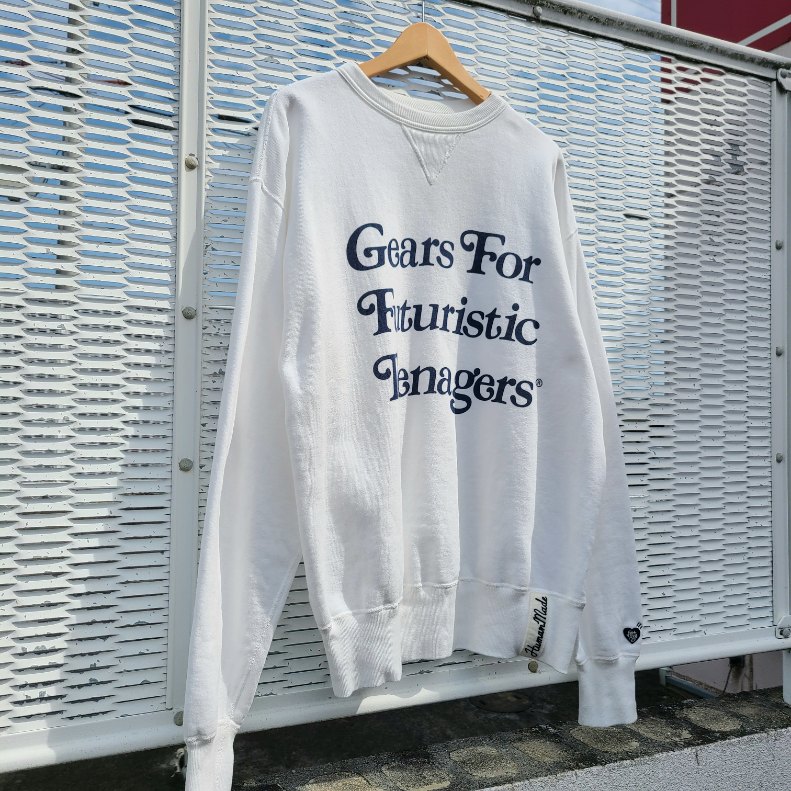 Gears For
Futuristic
Teenagers®
Human Made